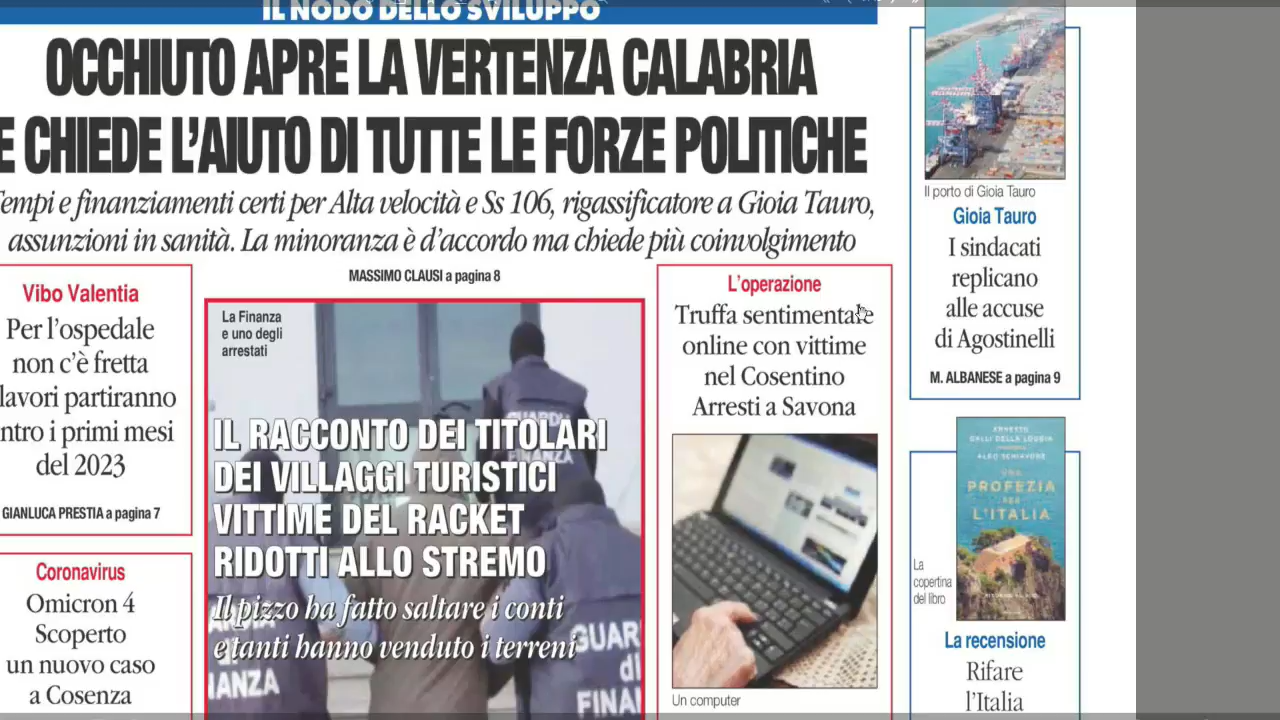 IL NODO DELLO SVILUPPO
OCCHIUTO APRE LA VERTENZA CALABRIA
E CHIEDE L'AIUTO DI TUTTE LE FORZE POLITICHE
Tempi e finanziamenti certi per Alta velocità e Ss 106, rigassificatore a Gioia Tauro,
assunzioni in sanità. La minoranza è d'accordo ma chiede più coinvolgimento
MASSIMO CLAUSI a pagina 8
Vibo Valentia
Per l'ospedale
non c'è fretta
lavori partiranno
ntro i primi mesi
del 2023
GIANLUCA PRESTIA a pagina 7
Coronavirus
Omicron 4
Scoperto
un nuovo caso
a Cosenza
La Finanza
e uno degli
arrestati
IL RACCONTO DEI TITOLARI
DEI VILLAGGI TURISTICI
VITTIME DEL RACKET
RIDOTTI ALLO STREMO
Il pizzo ha fatto saltare i conti
e tanti hanno venduto i terreni
GUARDIA
FINANZA
ANZA
GUAR
di
FINAN
L'operazione
Truffa sentimentale
online con vittime
nel Cosentino
Arresti a Savona
Un computer
Il porto di Gioia Tauro
Gioia Tauro
I sindacati
replicano
alle accuse
di Agostinelli
M. ALBANESE a pagina 9
ERNESTO
GALLI DELLA LOGGIA
ALDO SCHIAVONE
UNA
PROFEZIA
PER
L'ITALIA
La
copertina
del libro
La recensione
Rifare
l'Italia